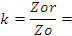 k = Zor/Zo =